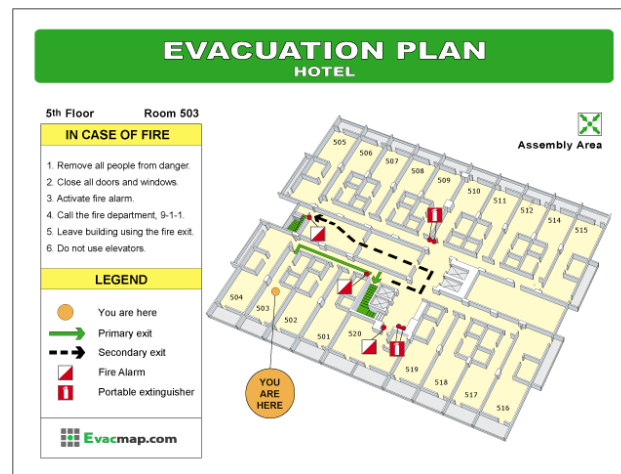 EVACUATION PLAN
HOTEL
5th Floor Room 503
IN CASE OF FIRE
1. Remove all people from danger.
2. Close all doors and windows.
3. Activate fire alarm.
4. Call the fire department, 9-1-1.
5. Leave building using the fire exit.
6. Do not use elevators.
LEGEND
You are here
Primary exit
Secondary exit
Fire Alarm
Portable extinguisher
Evacmap.com
Assembly Area
505
506
507
508
509
510
511
512
514
515
504
503
502
501
520
519
518
517
516
YOU
ARE
HERE